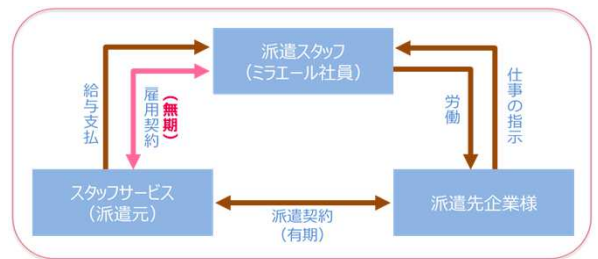 派遣スタッフ
（ミラエール社員）
給与支払
雇用契約
（無期）
労働
仕事の指示
スタッフサービス
（派遣元）
派遣契約
（有期）
派遣先企業様